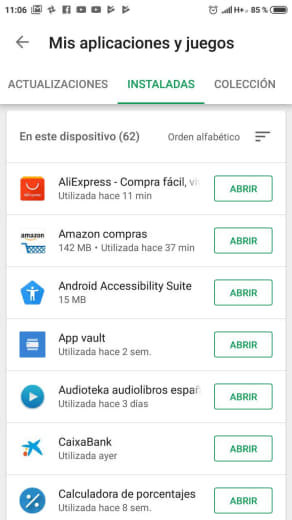 11:06 H+ 85 %
Mis aplicaciones y juegos
ACTUALIZACIONES INSTALADAS COLECCIÓN
En este dispositivo (62) Orden alfabético
AliExpress - Compra fácil,
Utilizada hace 11 min
ABRIR
amazon
Amazon compras
142 MB • Utilizada hace 37 min
ABRIR
Android Accessibility Suite
15 MB
ABRIR
App vault
Utilizada hace 2 sem.
ABRIR
Audioteka audiolibros españ
Utilizada hace 3 días
ABRIR
CaixaBank
Utilizada ayer
ABRIR
Calculadora de porcentajes
Utilizada hace 8 sem.
ABRIR